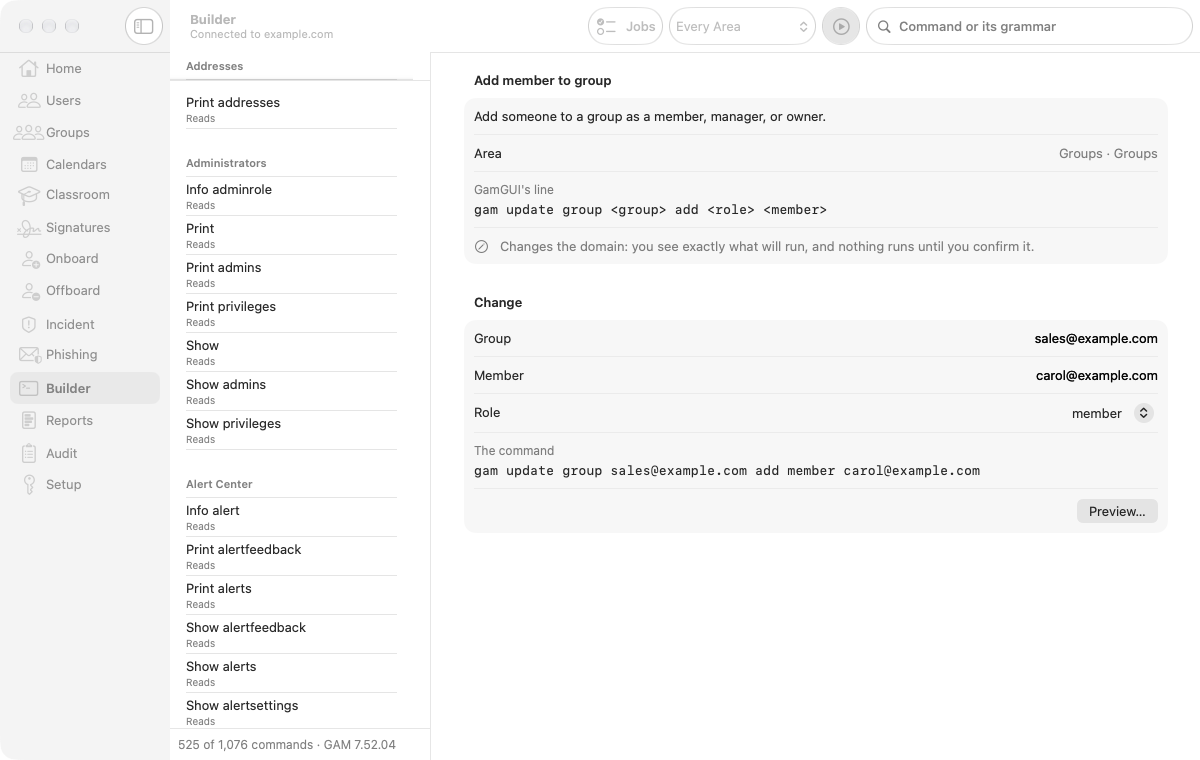 Builder
Connected to example.com
Jobs
Every Area
Command or its grammar
Home
Users
Groups
Calendars
Classroom
Signatures
Onboard
Offboard
Incident
Phishing
Builder
Reports
Audit
Setup
Addresses
Print addresses
Reads
Administrators
Info adminrole
Reads
Print
Reads
Print admins
Reads
Print privileges
Reads
Show
Reads
Show admins
Reads
Show privileges
Reads
Alert Center
Info alert
Reads
Print alertfeedback
Reads
Print alerts
Reads
Show alertfeedback
Reads
Show alerts
Reads
Show alertsettings
Reads
525 of 1,076 commands · GAM 7.52.04
Add member to group
Add someone to a group as a member, manager, or owner.
Area
Groups · Groups
GamGUI's line
gam update group <group> add <role> <member>
Changes the domain: you see exactly what will run, and nothing runs until you confirm it.
Change
Group
sales@example.com
Member
carol@example.com
Role
member
The command
gam update group sales@example.com add member carol@example.com
Preview...